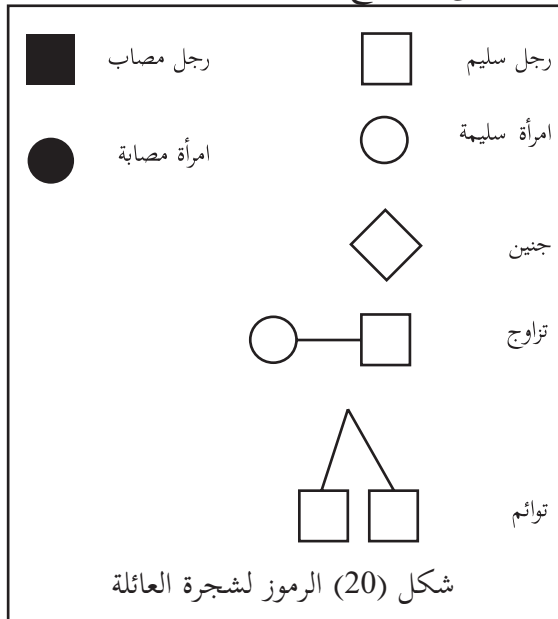 رجل سليم
رجل مصاب
امرأة سليمة
امرأة مصابة
جنين
تزاوج
توائم
شكل (20) الرموز لشجرة العائلة